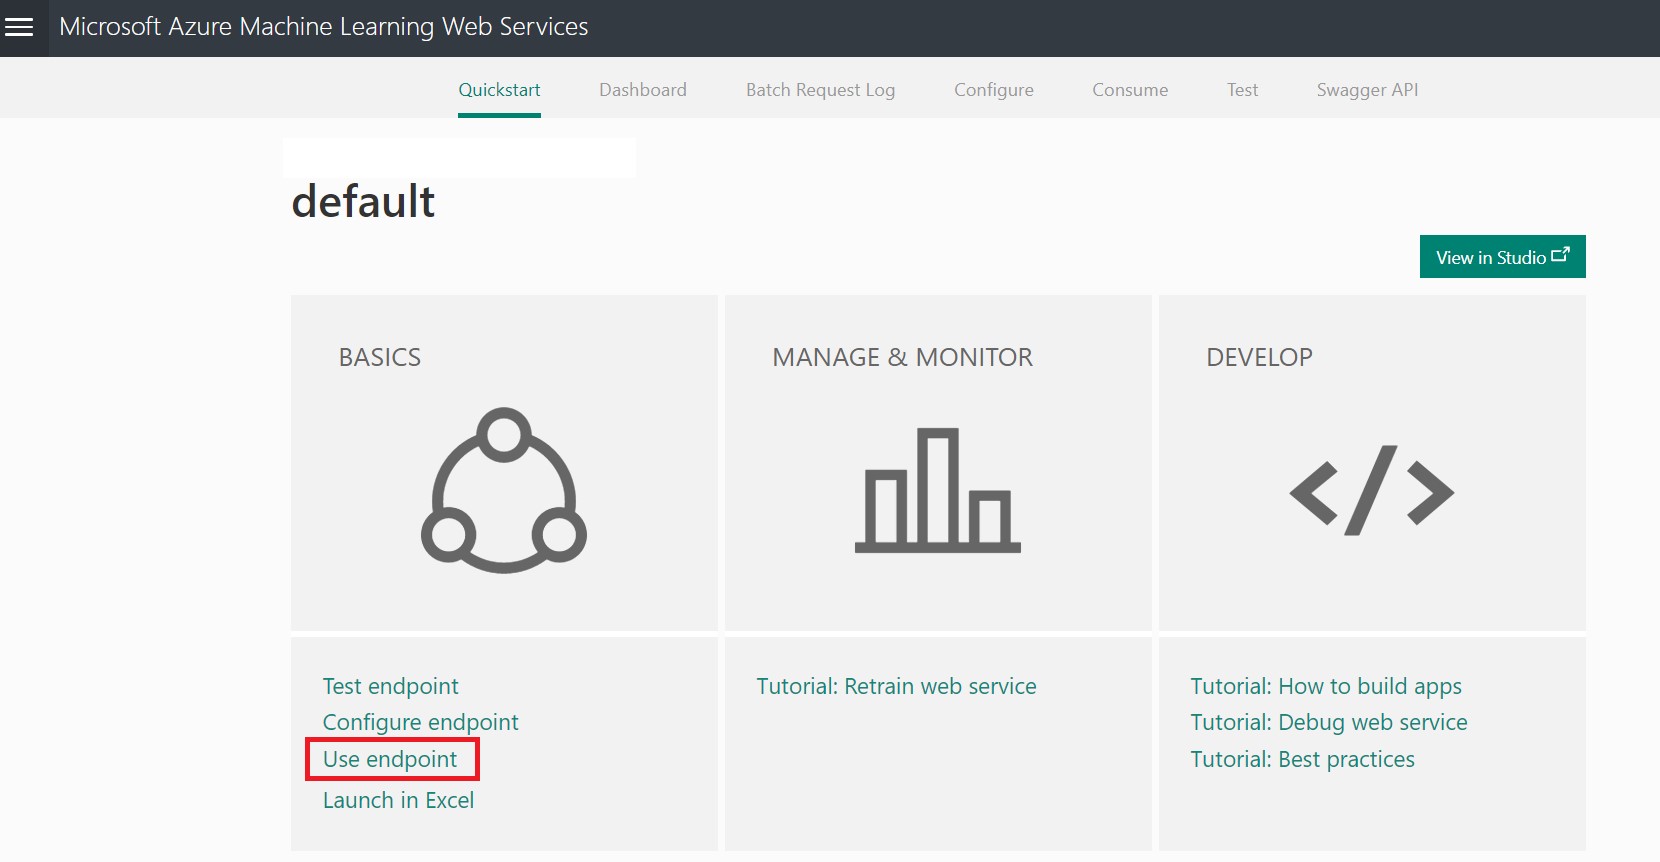 Microsoft Azure Machine Learning Web Services
Quickstart Dashboard Batch Request Log Configure Consume Test Swagger API
default
View in Studio
BASICS
MANAGE & MONITOR
DEVELOP
Test endpoint
Configure endpoint
Use endpoint
Launch in Excel
Tutorial: Retrain web service
Tutorial: How to build apps
Tutorial: Debug web service
Tutorial: Best practices